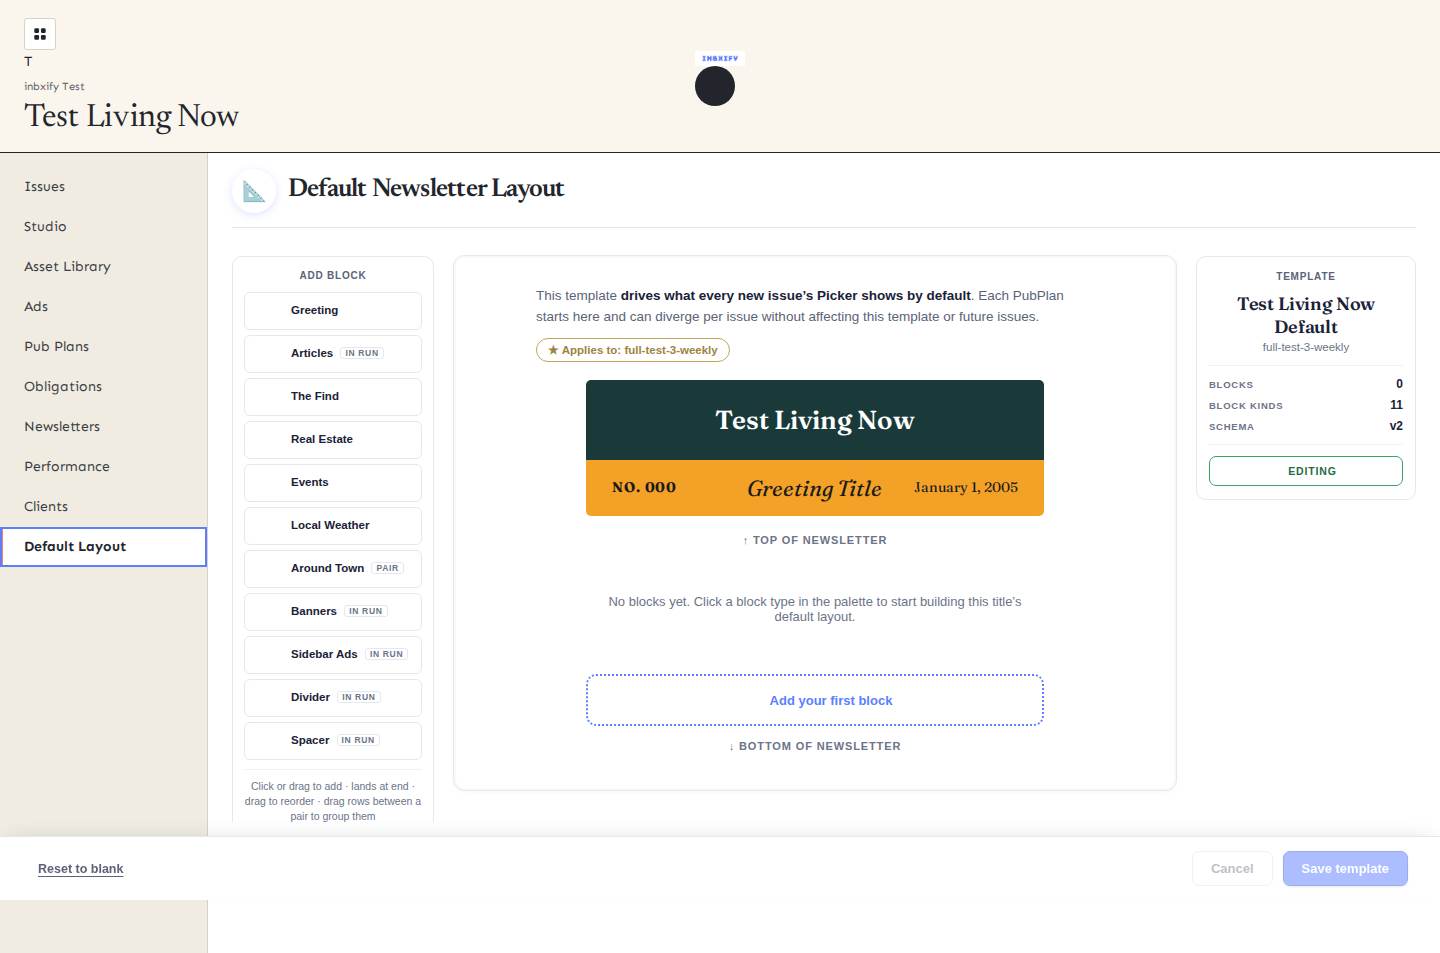 T
inbxify Test
Test Living Now
INBXIFY
Issues
Studio
Asset Library
Ads
Pub Plans
Obligations
Newsletters
Performance
Clients
Default Layout
Default Newsletter Layout
ADD BLOCK
Greeting
Articles IN RUN
The Find
Real Estate
Events
Local Weather
Around Town PAIR
Banners IN RUN
Sidebar Ads IN RUN
Divider IN RUN
Spacer IN RUN
Click or drag to add · lands at end ·
drag to reorder · drag rows between a
pair to group them
This template drives what every new issue's Picker shows by default. Each PubPlan
starts here and can diverge per issue without affecting this template or future issues.
★ Applies to: full-test-3-weekly
Test Living Now
NO. 000 Greeting Title January 1, 2005
↑ TOP OF NEWSLETTER
No blocks yet. Click a block type in the palette to start building this title's
default layout.
Add your first block
↓ BOTTOM OF NEWSLETTER
TEMPLATE
Test Living Now
Default
full-test-3-weekly
BLOCKS 0
BLOCK KINDS 11
SCHEMA v2
EDITING
Reset to blank
Cancel
Save template